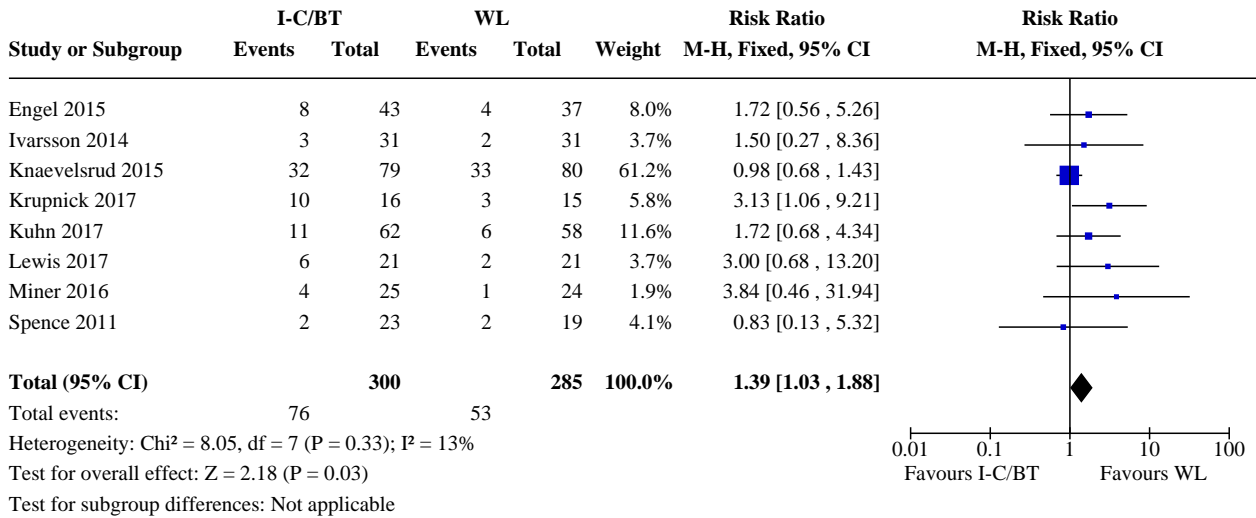 I-C/BT WL Risk Ratio Risk Ratio
Study or Subgroup Events Total Events Total Weight M-H, Fixed, 95% CI M-H, Fixed, 95% CI
Engel 2015 8 43 4 37 8.0% 1.72 [0.56 , 5.26]
Ivarsson 2014 3 31 2 31 3.7% 1.50 [0.27 , 8.36]
Knaevelsrud 2015 32 79 33 80 61.2% 0.98 [0.68 , 1.43]
Krupnick 2017 10 16 3 15 5.8% 3.13 [1.06 , 9.21]
Kuhn 2017 11 62 6 58 11.6% 1.72 [0.68 , 4.34]
Lewis 2017 6 21 2 21 3.7% 3.00 [0.68 , 13.20]
Miner 2016 4 25 1 24 1.9% 3.84 [0.46 , 31.94]
Spence 2011 2 23 2 19 4.1% 0.83 [0.13 , 5.32]
Total (95% CI) 300 285 100.0% 1.39 [1.03 , 1.88]
Total events: 76 53
Heterogeneity: Chi² = 8.05, df = 7 (P = 0.33); I² = 13%
0.01 0.1 1 10 100
Test for overall effect: Z = 2.18 (P = 0.03)
Favours I-C/BT Favours WL
Test for subgroup differences: Not applicable